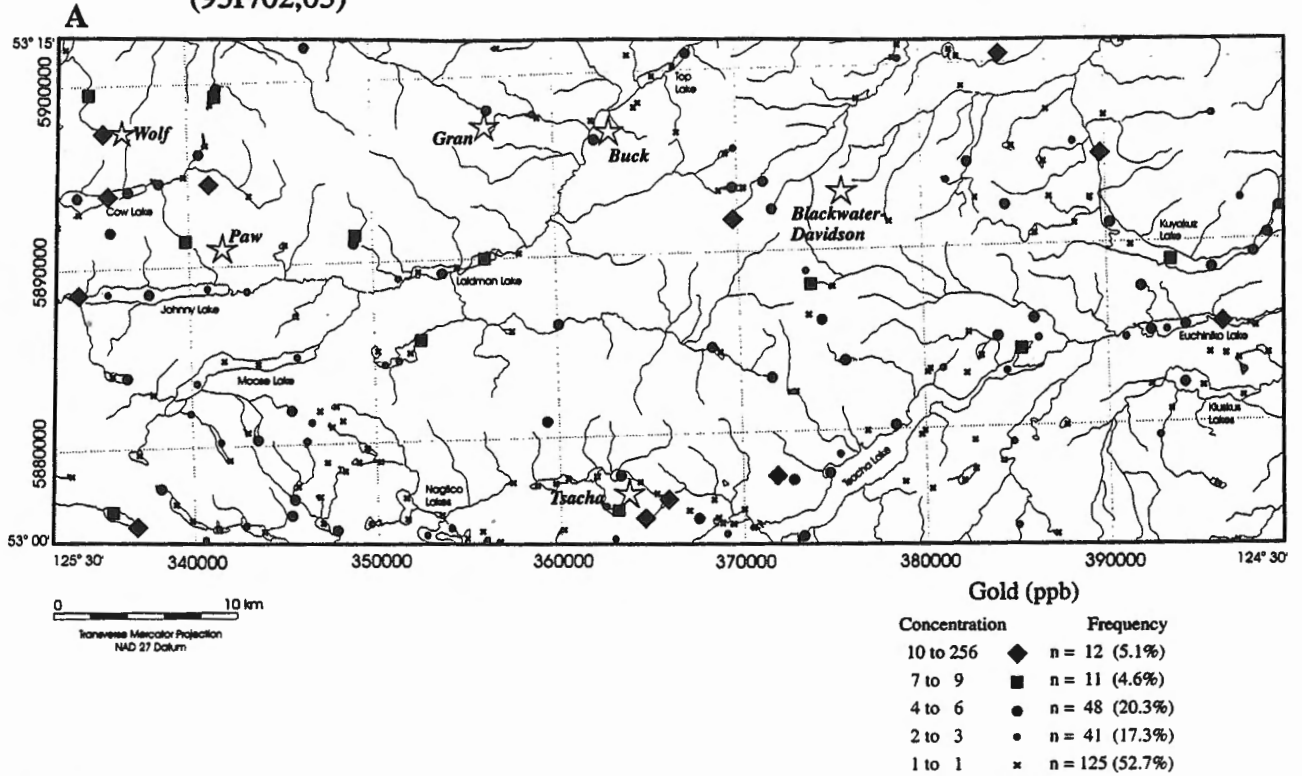 (93F/02,03)
A
53° 15'
5900000
5890000
5880000
53° 00'
125° 30'
340000
350000
360000
370000
380000
390000
124° 30'
Wolf
Gran
Buck
Top
Lake
Blackwater-
Davidson
Cow Lake
Paw
Kuyakuz
Lake
Laidman Lake
Johnny Lake
Euchiniko Lake
Moose Lake
Kluskus
Lakes
Tsacha Lake
Naglico
Lakes
Tsacha
0 10 km
Transverse Mercator Projection
NAD 27 Datum
Gold (ppb)
Concentration Frequency
10 to 256 n = 12 (5.1%)
7 to 9 n = 11 (4.6%)
4 to 6 n = 48 (20.3%)
2 to 3 n = 41 (17.3%)
1 to 1 n = 125 (52.7%)